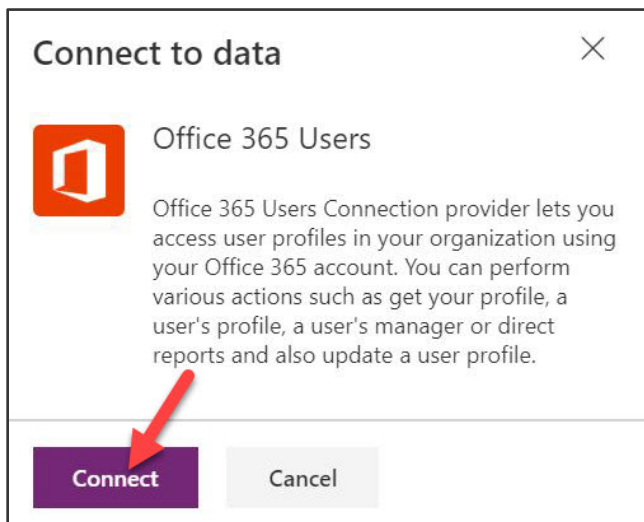 Connect to data
Office 365 Users
Office 365 Users Connection provider lets you
access user profiles in your organization using
your Office 365 account. You can perform
various actions such as get your profile, a
user's profile, a user's manager or direct
reports and also update a user profile.
Connect
Cancel